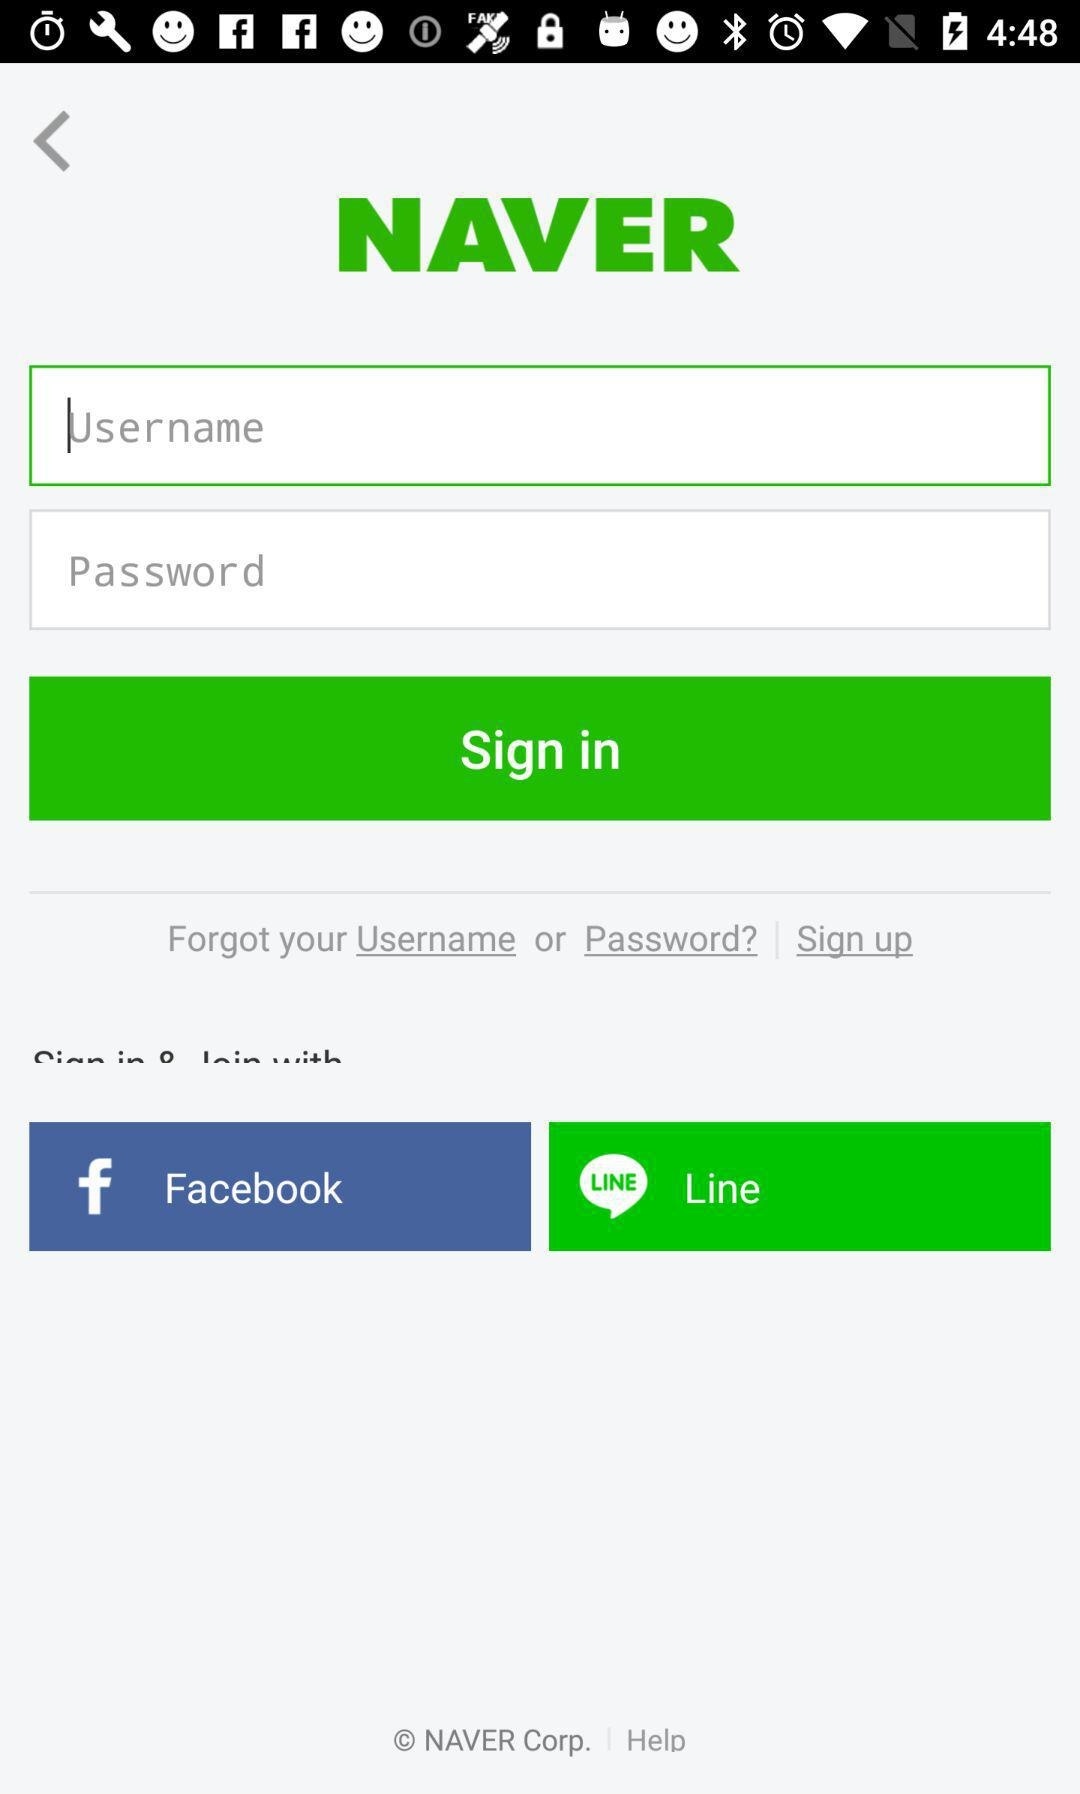 FAKE
4:48
NAVER
Username
Password
Sign in
Forgot your Username or Password? Sign up
Sign in & Join with
Facebook
LINE Line
© NAVER Corp. Help